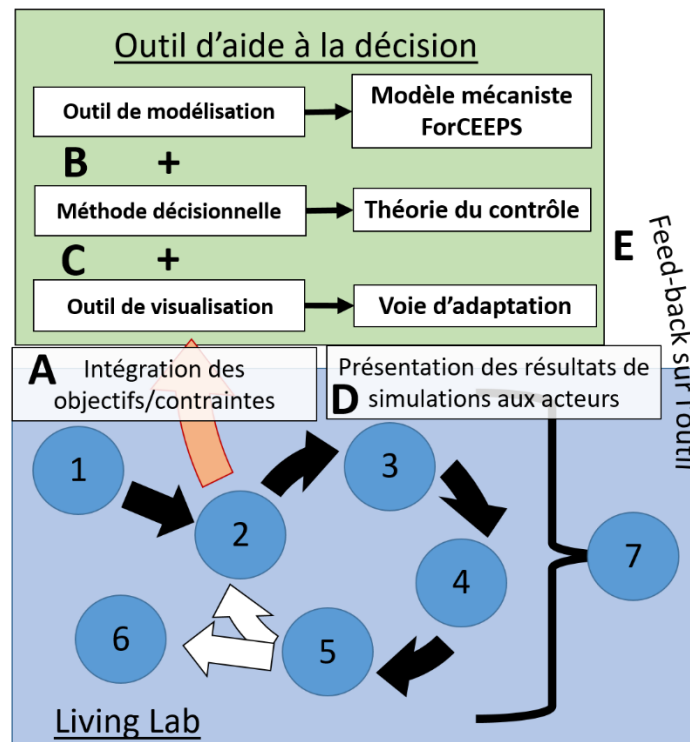 Outil d'aide à la décision
Outil de modélisation
Modèle mécaniste
ForCEEPS
B +
Méthode décisionnelle
Théorie du contrôle
C +
Outil de visualisation
Voie d'adaptation
E
Feed-back sur l'outil
A Intégration des
objectifs/contraintes
Présentation des résultats de
D simulations aux acteurs
1
2
3
4
5
6
7
Living Lab